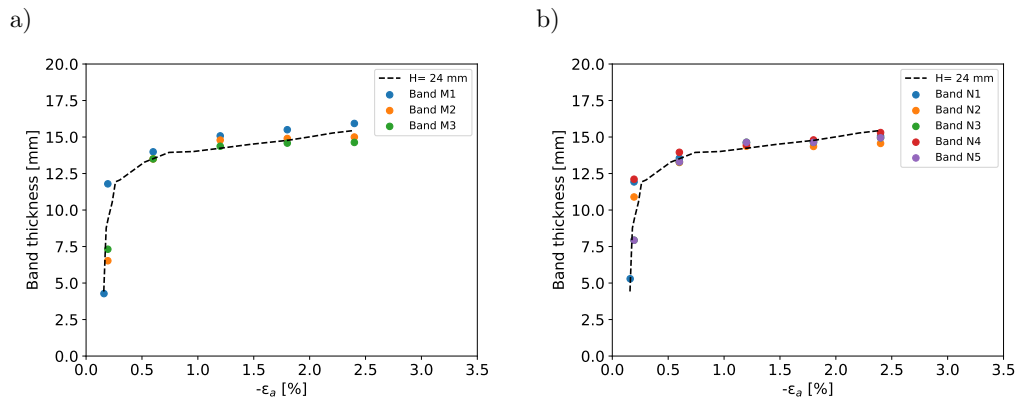 a)
20.0
17.5
15.0
12.5
10.0
7.5
5.0
2.5
0.0
Band thickness [mm]
0.0 0.5 1.0 1.5 2.0 2.5 3.0 3.5
-εₐ [%]
H= 24 mm
Band M1
Band M2
Band M3
b)
20.0
17.5
15.0
12.5
10.0
7.5
5.0
2.5
0.0
Band thickness [mm]
0.0 0.5 1.0 1.5 2.0 2.5 3.0 3.5
-εₐ [%]
H= 24 mm
Band N1
Band N2
Band N3
Band N4
Band N5